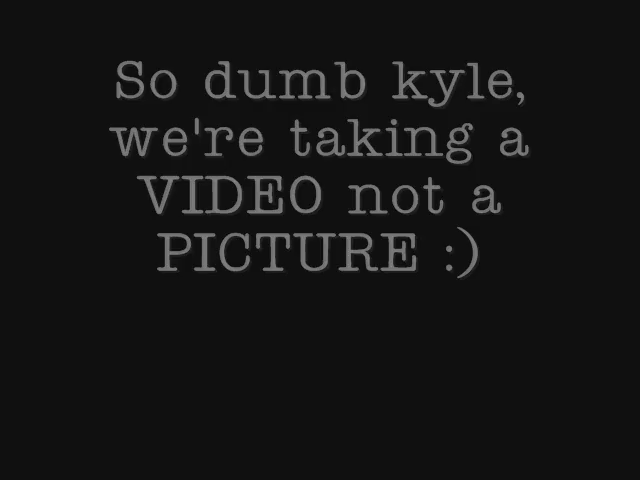 So dumb kyle,
we're taking a
VIDEO not a
PICTURE :)